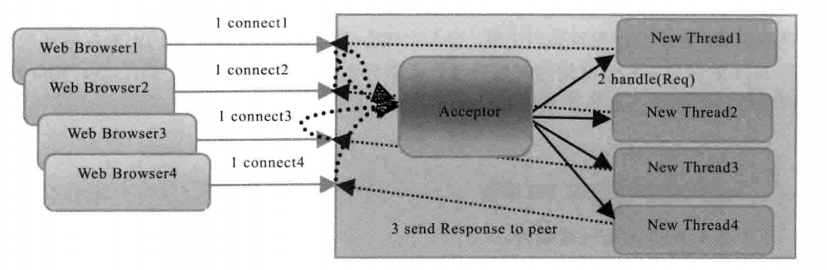 1 connect1
Web Browser1
New Thread1
1 connect2
2 handle(Req)
Web Browser2
1 connect3
Acceptor
New Thread2
Web Browser3
1 connect4
New Thread3
Web Browser4
New Thread4
3 send Response to peer